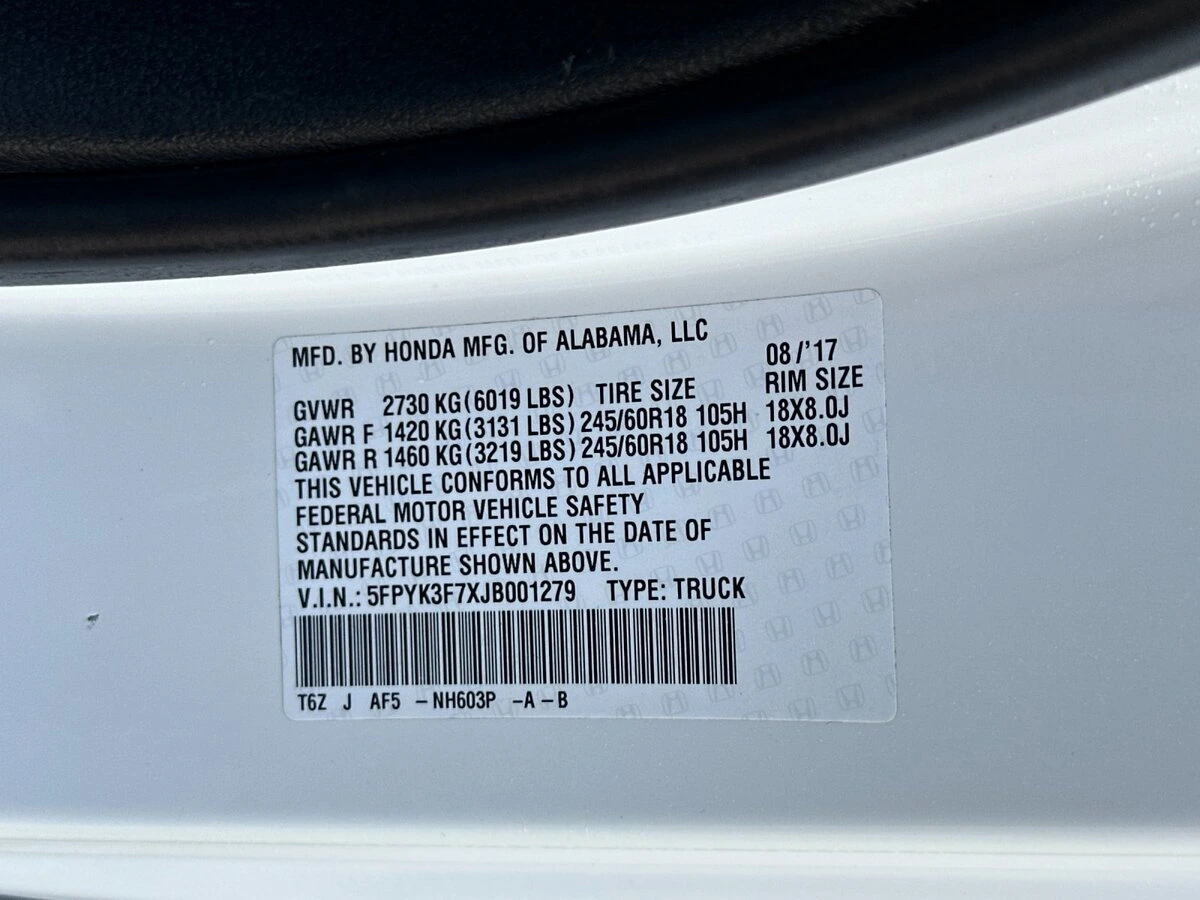 MFD. BY HONDA MFG. OF ALABAMA, LLC
08/'17
GVWR 2730 KG(6019 LBS) TIRE SIZE RIM SIZE
GAWR F 1420 KG(3131 LBS) 245/60R18 105H 18X8.0J
GAWR R 1460 KG(3219 LBS) 245/60R18 105H 18X8.0J
THIS VEHICLE CONFORMS TO ALL APPLICABLE
FEDERAL MOTOR VEHICLE SAFETY
STANDARDS IN EFFECT ON THE DATE OF
MANUFACTURE SHOWN ABOVE.
V.I.N.: 5FPYK3F7XJB001279 TYPE: TRUCK
T6Z J AF5 -NH603P -A -B